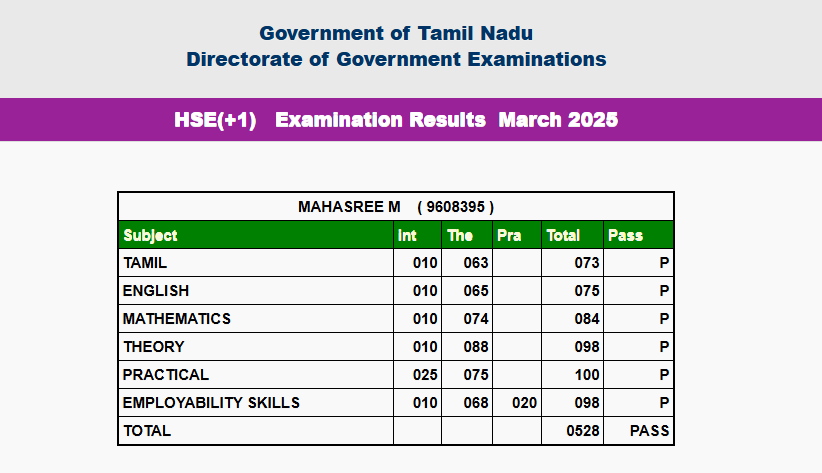 Government of Tamil Nadu
Directorate of Government Examinations
HSE(+1) Examination Results March 2025
MAHASREE M ( 9608395 )
Subject Int The Pra Total Pass
TAMIL 010 063 073 P
ENGLISH 010 065 075 P
MATHEMATICS 010 074 084 P
THEORY 010 088 098 P
PRACTICAL 025 075 100 P
EMPLOYABILITY SKILLS 010 068 020 098 P
TOTAL 0528 PASS